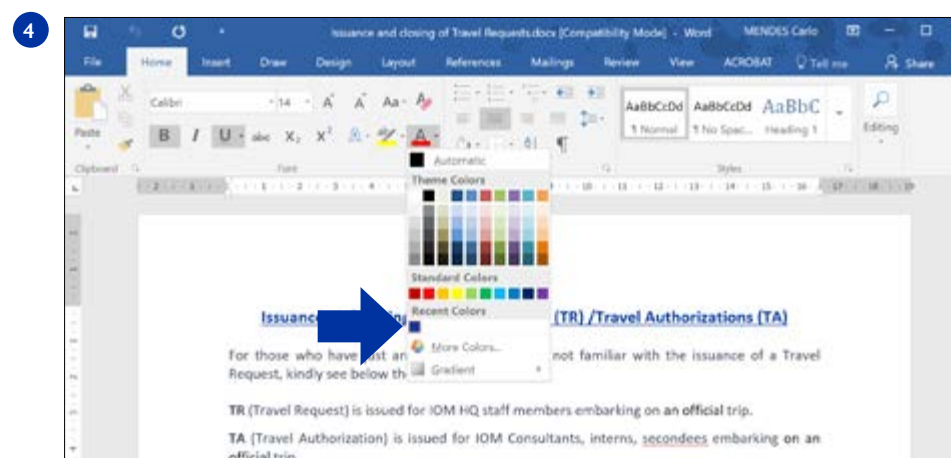 4
Issuance and closing of Travel Requests.docx [Compatibility Mode] - Word MENDES Carlo
File Home Insert Draw Design Layout References Mailings Review View ACROBAT Tell me Share
Paste Calibri 14 A A Aa AaBbCcDd AaBbCcDd AaBbC Editing
B I U abc X₂ X² A A ¶ ¶ Normal ¶ No Spac... Heading 1
Clipboard Font Styles
Automatic
Theme Colors
Standard Colors
Recent Colors
More Colors...
Gradient
Issuan (TR) /Travel Authorizations (TA)
For those who have not familiar with the issuance of a Travel
Request, kindly see below
TR (Travel Request) is issued for IOM HQ staff members embarking on an official trip.
TA (Travel Authorization) is issued for IOM Consultants, interns, secondees embarking on an
official trip